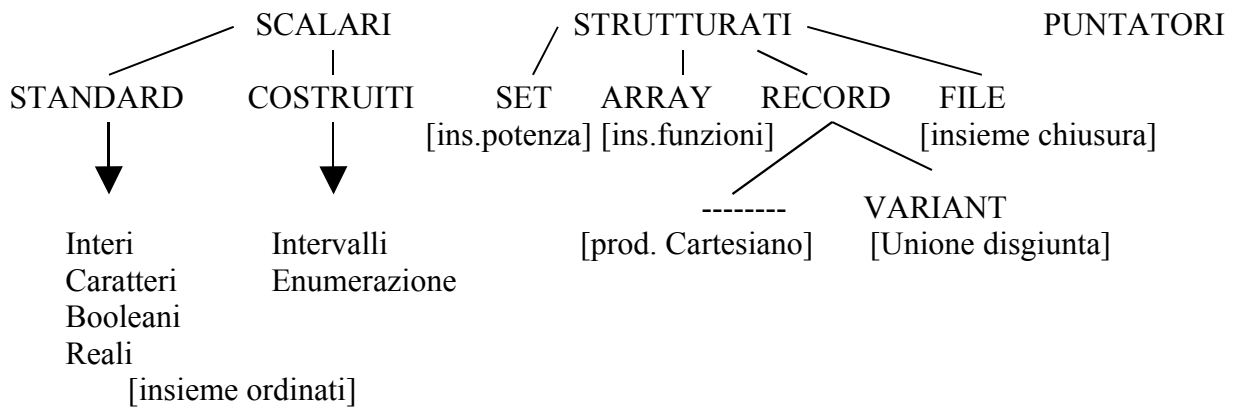 SCALARI STRUTTURATI PUNTATORI
STANDARD COSTRUITI SET ARRAY RECORD FILE
[ins.potenza] [ins.funzioni] [insieme chiusura]
-------- VARIANT
Interi Intervalli [prod. Cartesiano] [Unione disgiunta]
Caratteri Enumerazione
Booleani
Reali
[insieme ordinati]